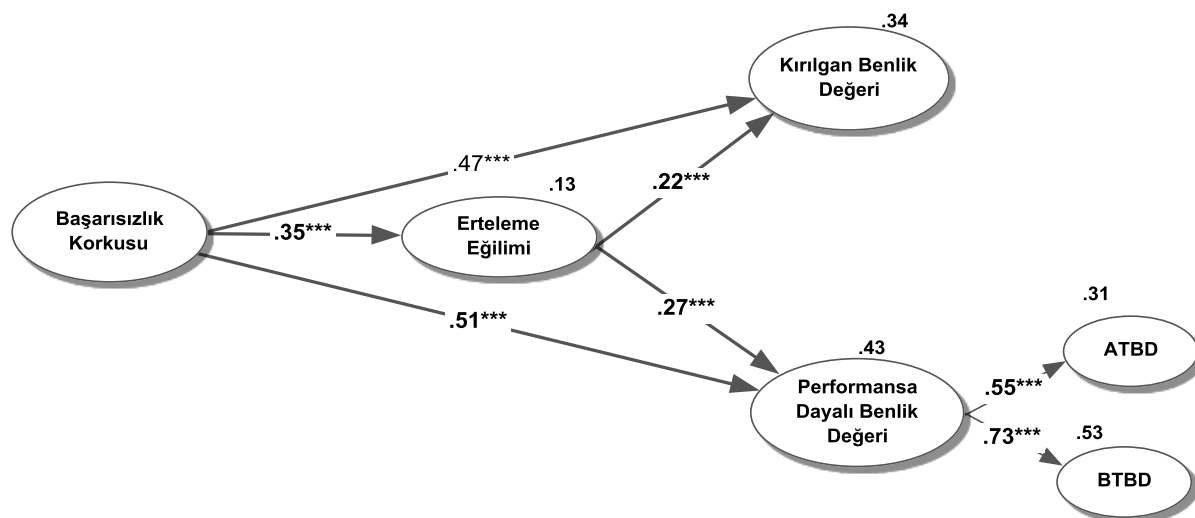 .34
Kırılgan Benlik
Değeri
.47***
.13
.22***
Başarısızlık
Korkusu
.35***
Erteleme
Eğilimi
.51***
.27***
.31
ATBD
.43
Performansa
Dayalı Benlik
Değeri
.55***
.73***
.53
BTBD